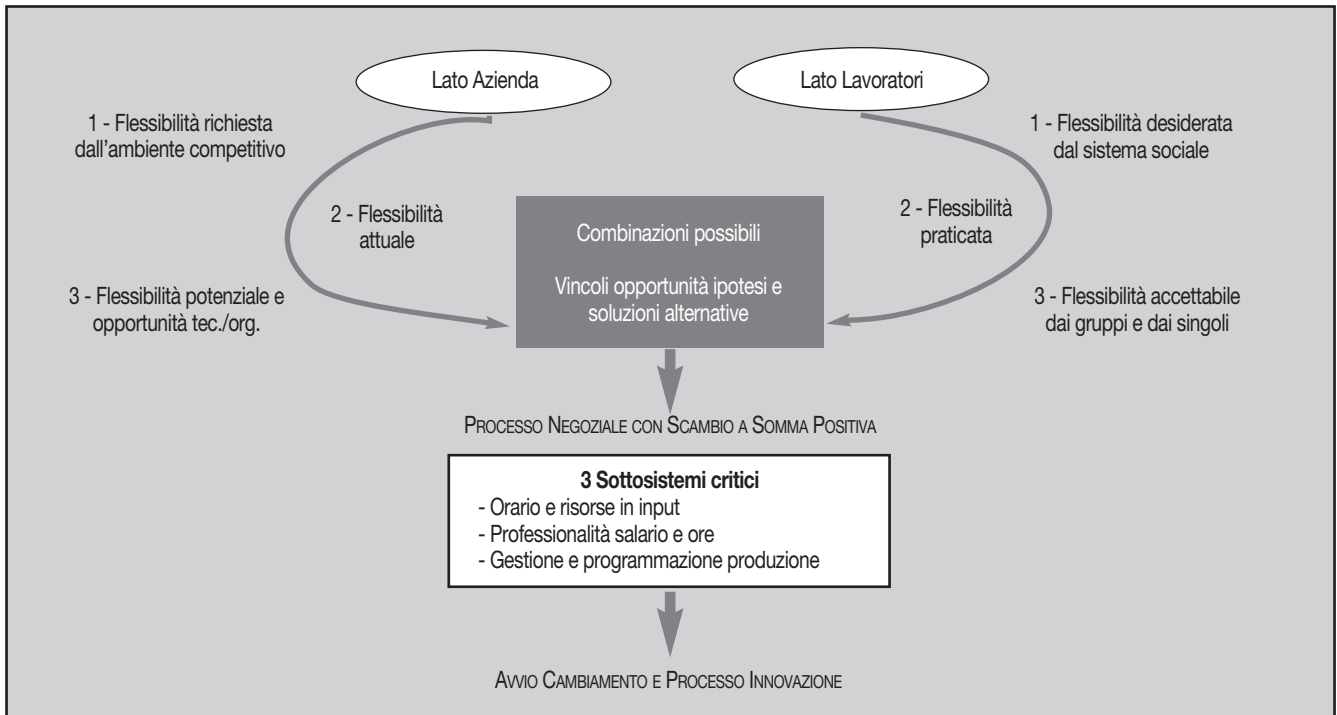 Lato Azienda
Lato Lavoratori
1 - Flessibilità richiesta
dall'ambiente competitivo
2 - Flessibilità
attuale
3 - Flessibilità potenziale e
opportunità tec./org.
1 - Flessibilità desiderata
dal sistema sociale
2 - Flessibilità
praticata
3 - Flessibilità accettabile
dai gruppi e dai singoli
Combinazioni possibili
Vincoli opportunità ipotesi e
soluzioni alternative
PROCESSO NEGOZIALE CON SCAMBIO A SOMMA POSITIVA
3 Sottosistemi critici
- Orario e risorse in input
- Professionalità salario e ore
- Gestione e programmazione produzione
AVVIO CAMBIAMENTO E PROCESSO INNOVAZIONE